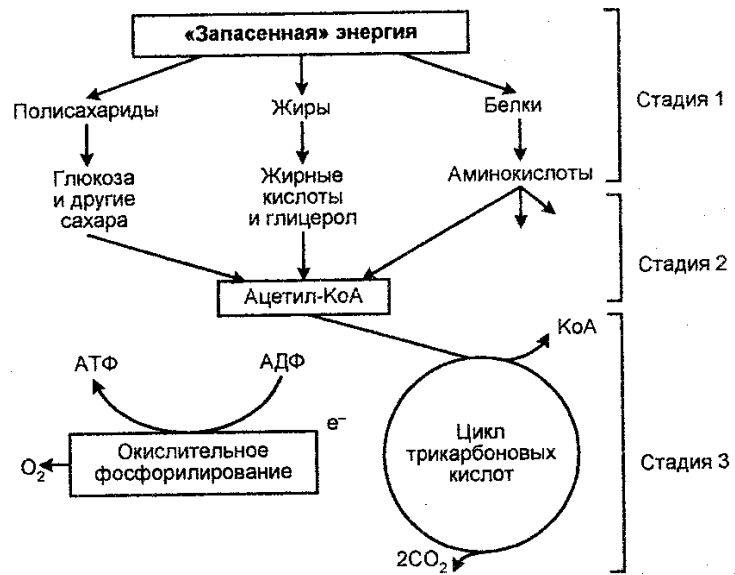 «Запасенная» энергия
Полисахариды
Жиры
Белки
Стадия 1
Глюкоза
и другие
сахара
Жирные
кислоты
и глицерол
Аминокислоты
Стадия 2
Ацетил-КоА
КоА
АТФ
АДФ
e⁻
Окислительное
фосфорилирование
O₂
Цикл
трикарбоновых
кислот
Стадия 3
2CO₂